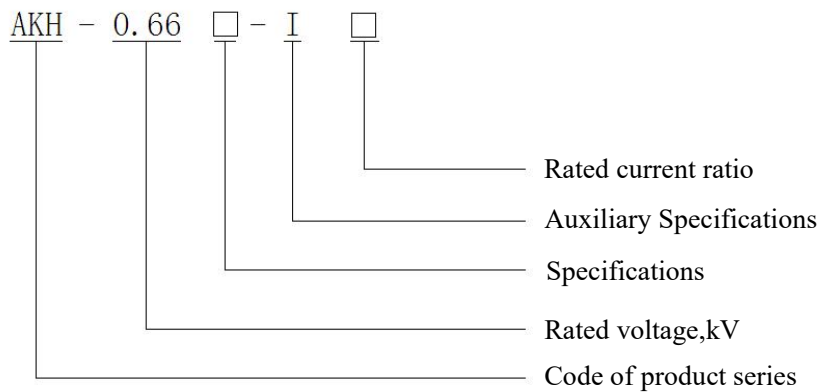 AKH - 0.66 □ - I □
Rated current ratio
Auxiliary Specifications
Specifications
Rated voltage,kV
Code of product series